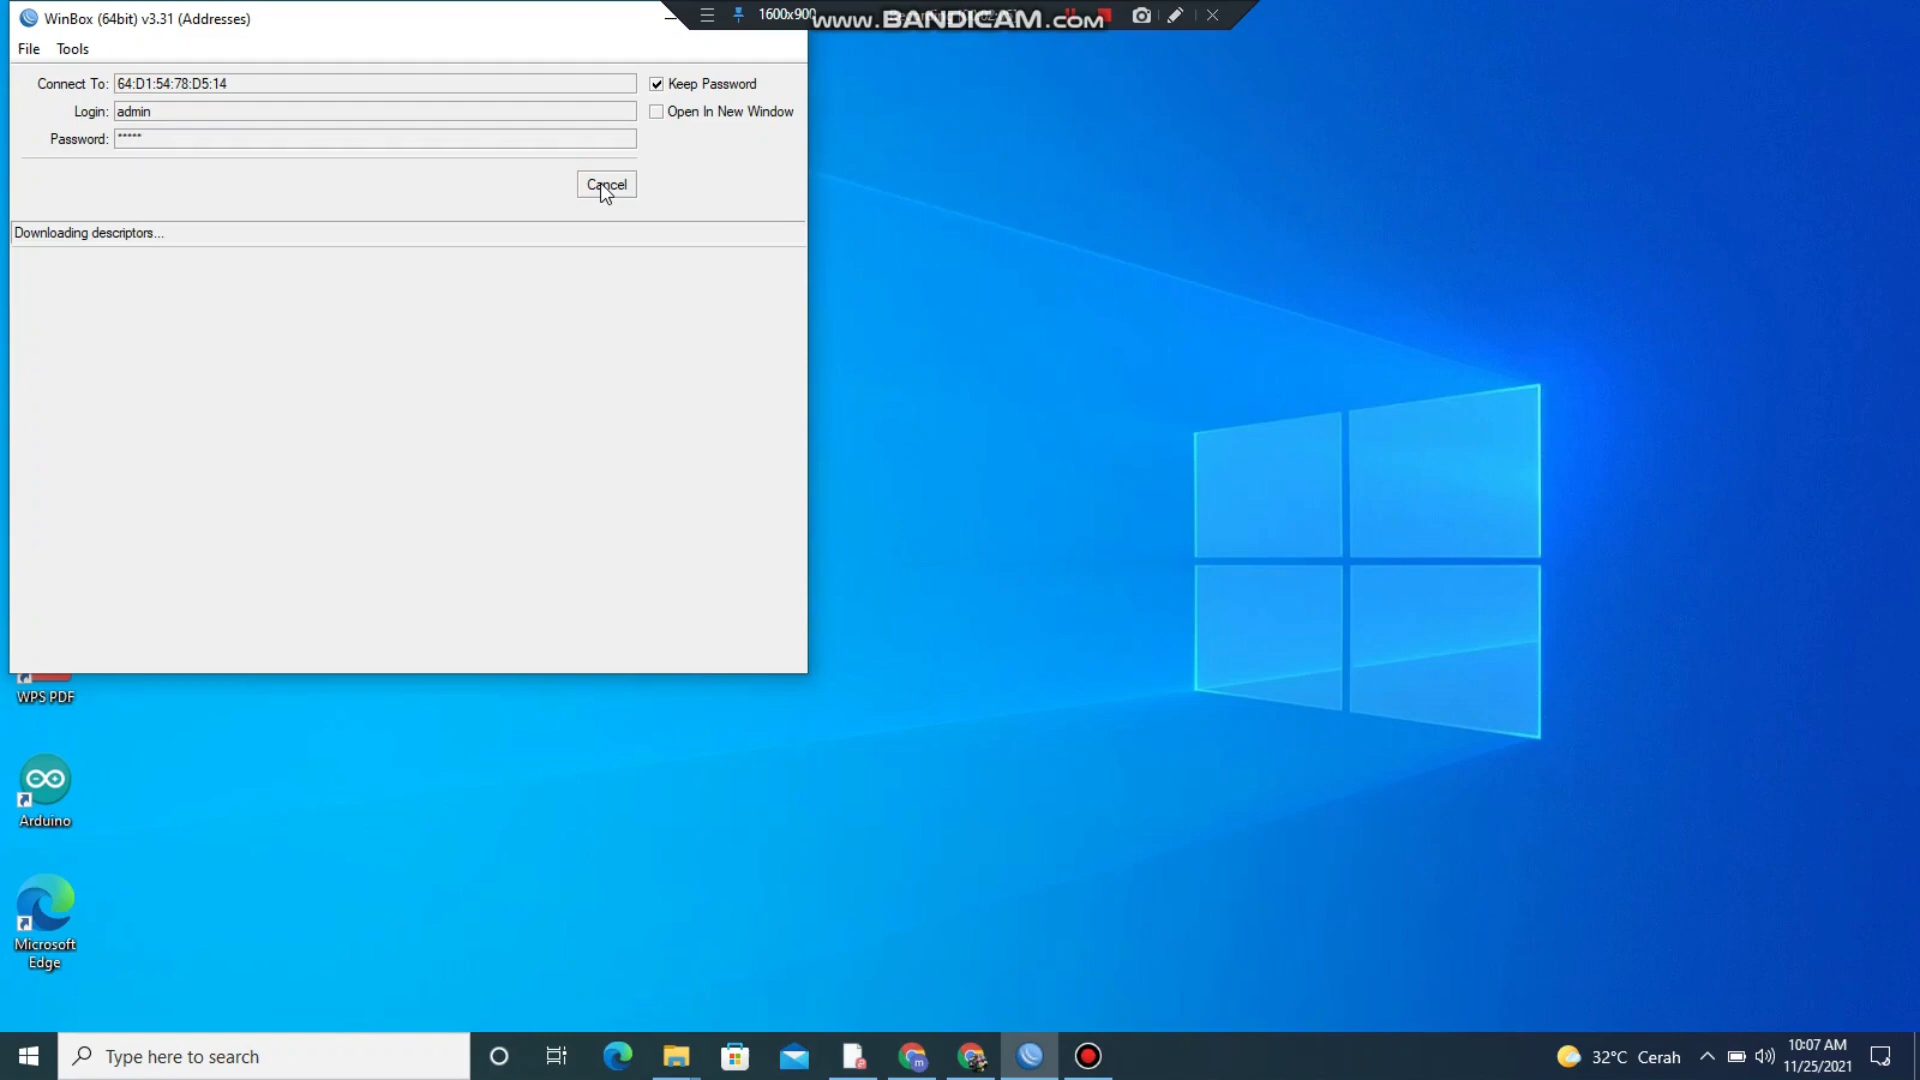 WinBox (64bit) v3.31 (Addresses)
1600x900
www.BANDICAM.com
File Tools
Connect To: 64:D1:54:78:D5:14
Keep Password
Login: admin
Open In New Window
Password: *****
Cancel
Downloading descriptors...
WPS PDF
Arduino
Microsoft
Edge
Type here to search
m
32°C Cerah
10:07 AM
11/25/2021